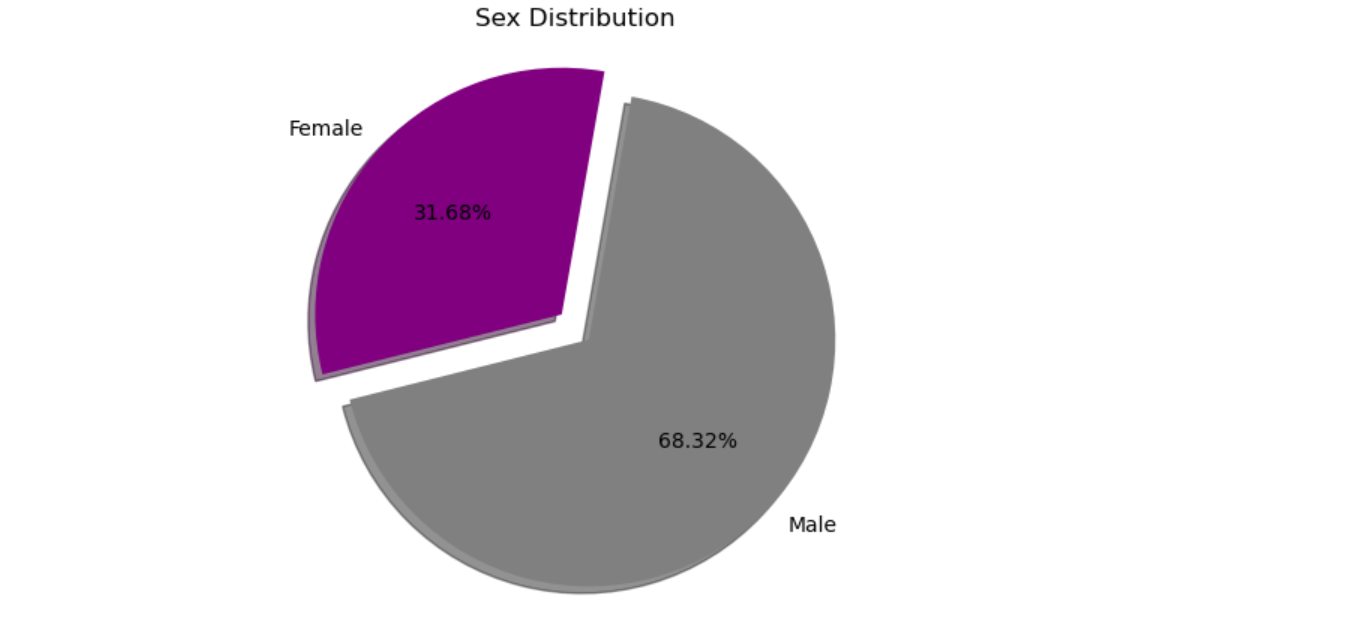 Sex Distribution
Female
31.68%
68.32%
Male